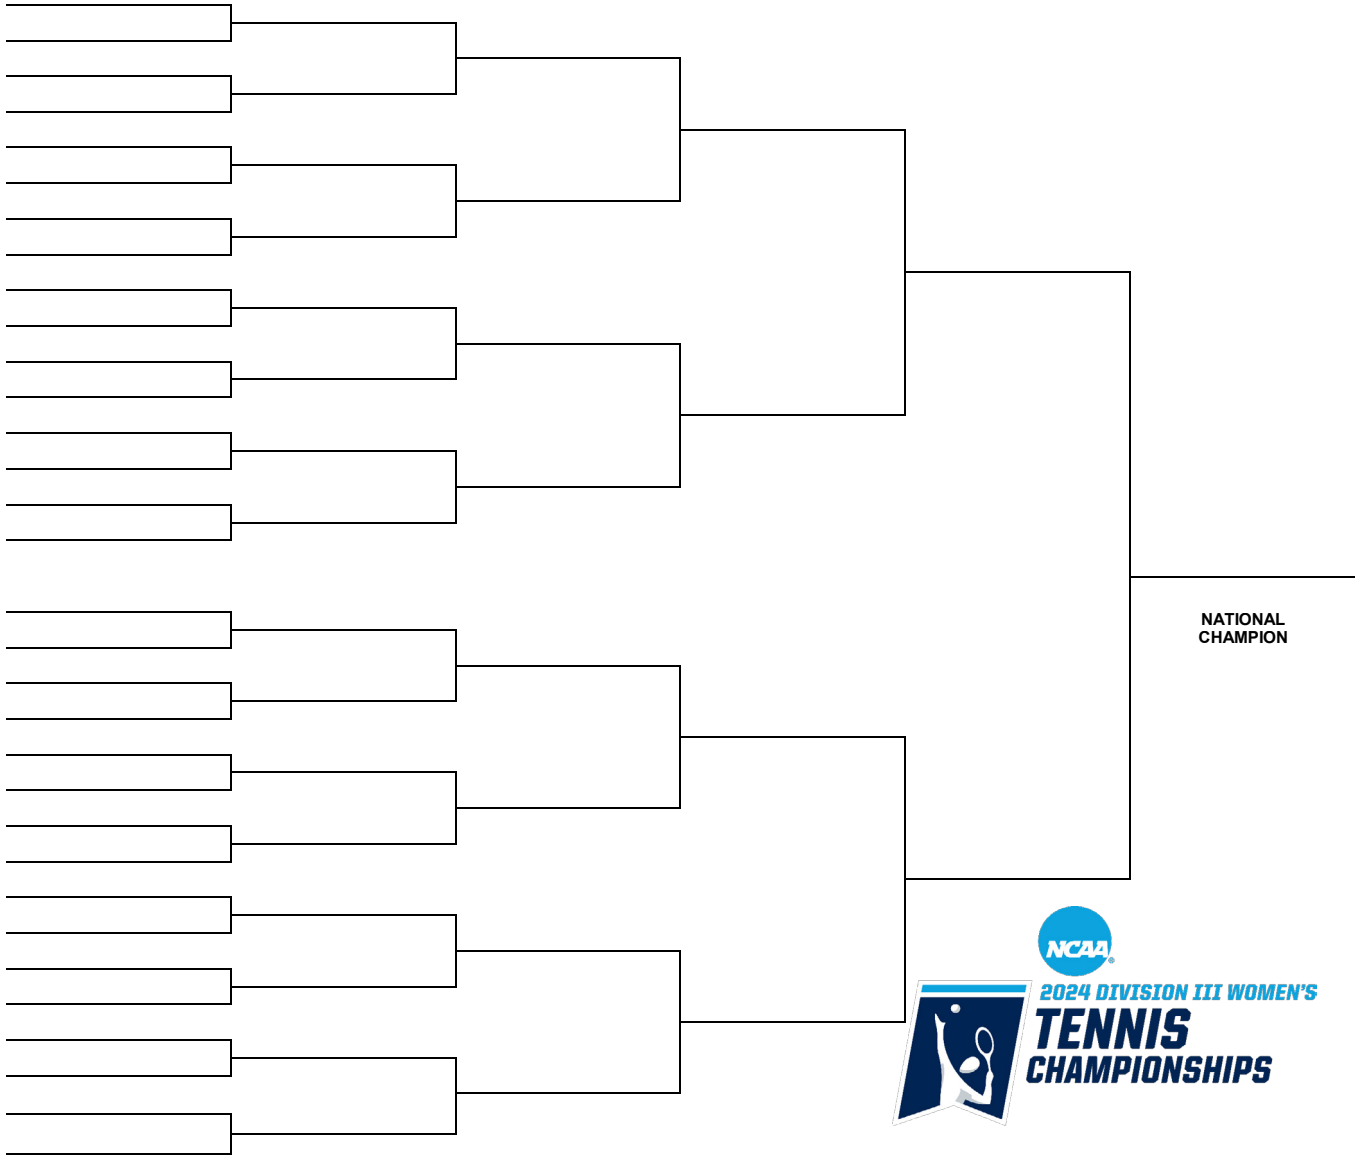 NATIONAL
CHAMPION
NCAA
2024 DIVISION III WOMEN'S
TENNIS
CHAMPIONSHIPS